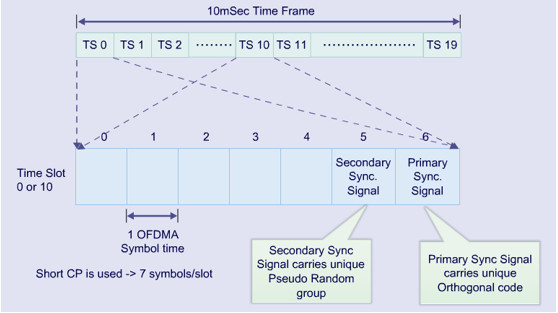 10mSec Time Frame
TS 0 TS 1 TS 2 ........ TS 10 TS 11 ...................... TS 19
0 1 2 3 4 5 6
Time Slot
0 or 10
Secondary
Sync.
Signal
Primary
Sync.
Signal
1 OFDMA
Symbol time
Short CP is used -> 7 symbols/slot
Secondary Sync
Signal carries unique
Pseudo Random
group
Primary Sync Signal
carries unique
Orthogonal code